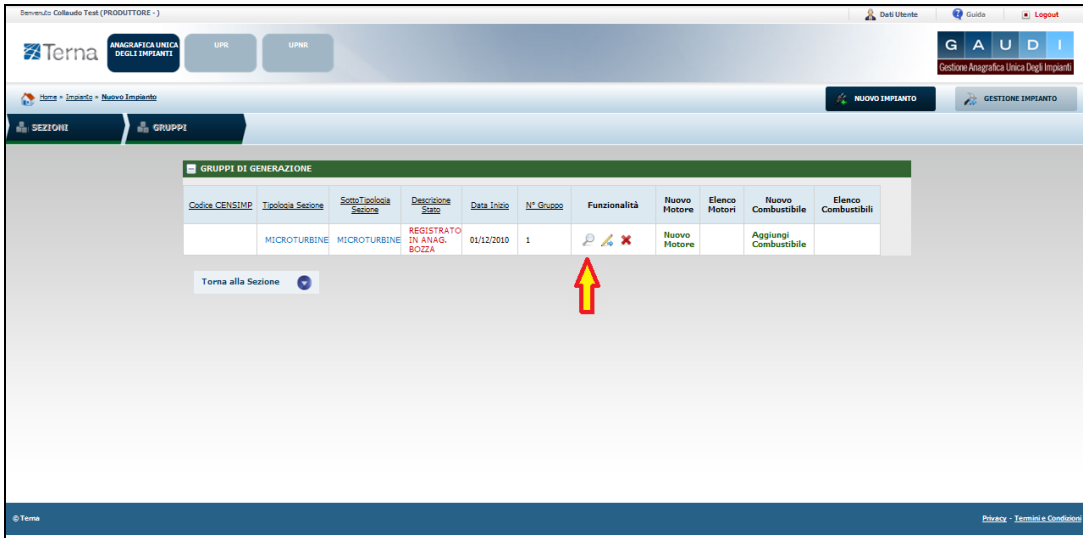 Benvenuto Collaudo Test (PRODUTTORE - )
Dati Utente
Guida
Logout
Terna
ANAGRAFICA UNICA
DEGLI IMPIANTI
UPR
UPNR
G A U D I
Gestione Anagrafica Unica Degli Impianti
Home » Impianto » Nuovo Impianto
NUOVO IMPIANTO
GESTIONE IMPIANTO
SEZIONI
GRUPPI
GRUPPI DI GENERAZIONE
Codice CENSIMP
Tipologia Sezione
SottoTipologia
Sezione
Descrizione
Stato
Data Inizio
N° Gruppo
Funzionalità
Nuovo
Motore
Elenco
Motori
Nuovo
Combustibile
Elenco
Combustibili
MICROTURBINE
MICROTURBINE
REGISTRATO
IN ANAG.
BOZZA
01/12/2010
1
Nuovo
Motore
Aggiungi
Combustibile
Torna alla Sezione
© Terna
Privacy - Termini e Condizioni